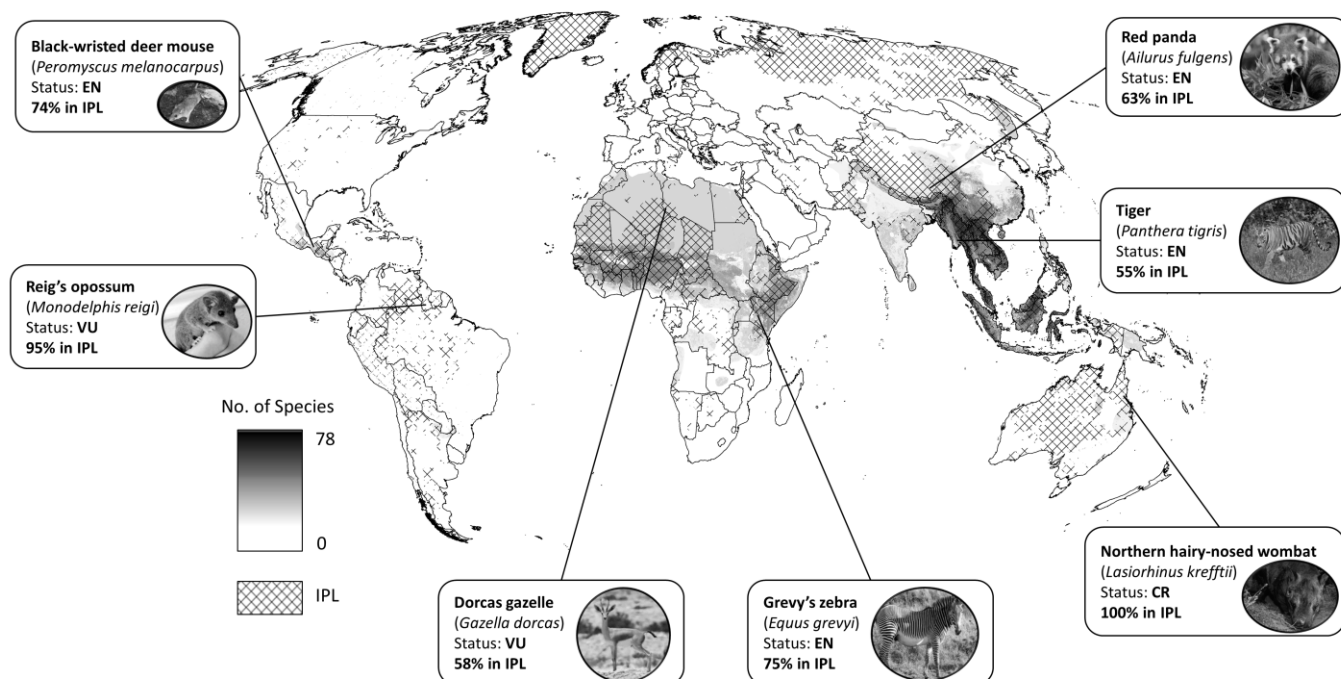 Black-wristed deer mouse
(Peromyscus melanocarpus)
Status: EN
74% in IPL
Red panda
(Ailurus fulgens)
Status: EN
63% in IPL
Tiger
(Panthera tigris)
Status: EN
55% in IPL
Reig's opossum
(Monodelphis reigi)
Status: VU
95% in IPL
No. of Species
78
0
IPL
Northern hairy-nosed wombat
(Lasiorhinus krefftii)
Status: CR
100% in IPL
Dorcas gazelle
(Gazella dorcas)
Status: VU
58% in IPL
Grevy's zebra
(Equus grevyi)
Status: EN
75% in IPL